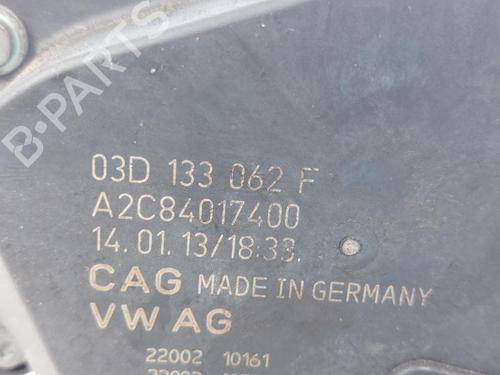 B-PARTS
03D 133 062 F
A2C84017400
14.01.13/18:33.
CAG MADE IN GERMANY
VW AG
22002 10161